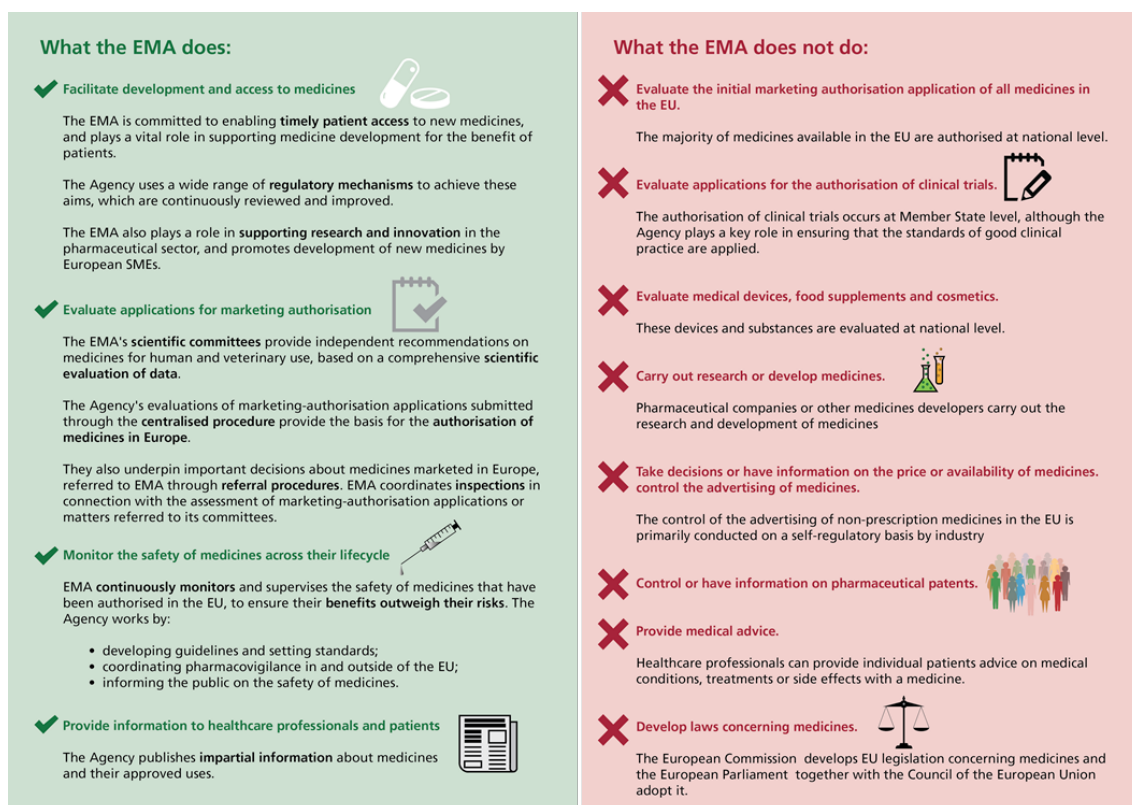 What the EMA does:
Facilitate development and access to medicines
The EMA is committed to enabling timely patient access to new medicines,
and plays a vital role in supporting medicine development for the benefit of
patients.
The Agency uses a wide range of regulatory mechanisms to achieve these
aims, which are continuously reviewed and improved.
The EMA also plays a role in supporting research and innovation in the
pharmaceutical sector, and promotes development of new medicines by
European SMEs.
Evaluate applications for marketing authorisation
The EMA's scientific committees provide independent recommendations on
medicines for human and veterinary use, based on a comprehensive scientific
evaluation of data.
The Agency's evaluations of marketing-authorisation applications submitted
through the centralised procedure provide the basis for the authorisation of
medicines in Europe.
They also underpin important decisions about medicines marketed in Europe,
referred to EMA through referral procedures. EMA coordinates inspections in
connection with the assessment of marketing-authorisation applications or
matters referred to its committees.
Monitor the safety of medicines across their lifecycle
EMA continuously monitors and supervises the safety of medicines that have
been authorised in the EU, to ensure their benefits outweigh their risks. The
Agency works by:
• developing guidelines and setting standards;
• coordinating pharmacovigilance in and outside of the EU;
• informing the public on the safety of medicines.
Provide information to healthcare professionals and patients
The Agency publishes impartial information about medicines
and their approved uses.
What the EMA does not do:
Evaluate the initial marketing authorisation application of all medicines in
the EU.
The majority of medicines available in the EU are authorised at national level.
Evaluate applications for the authorisation of clinical trials.
The authorisation of clinical trials occurs at Member State level, although the
Agency plays a key role in ensuring that the standards of good clinical
practice are applied.
Evaluate medical devices, food supplements and cosmetics.
These devices and substances are evaluated at national level.
Carry out research or develop medicines.
Pharmaceutical companies or other medicines developers carry out the
research and development of medicines
Take decisions or have information on the price or availability of medicines.
control the advertising of medicines.
The control of the advertising of non-prescription medicines in the EU is
primarily conducted on a self-regulatory basis by industry
Control or have information on pharmaceutical patents.
Provide medical advice.
Healthcare professionals can provide individual patients advice on medical
conditions, treatments or side effects with a medicine.
Develop laws concerning medicines.
The European Commission develops EU legislation concerning medicines and
the European Parliament together with the Council of the European Union
adopt it.